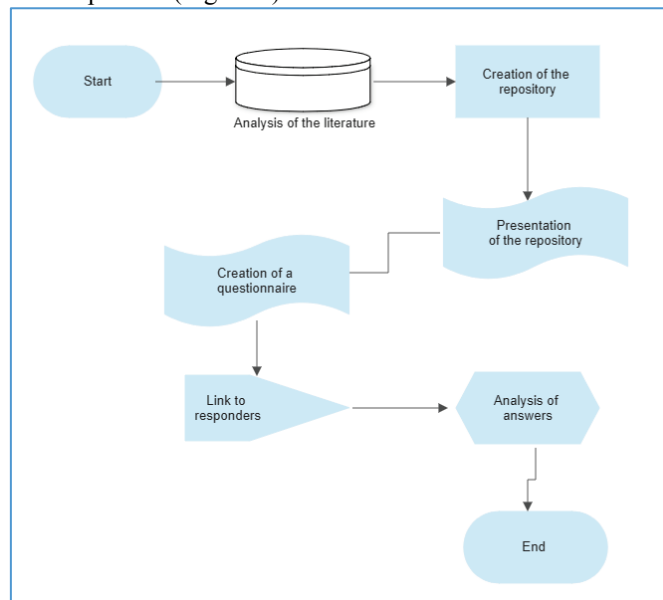 Start
Analysis of the literature
Creation of the
repository
Presentation
of the repository
Creation of a
questionnaire
Link to
responders
Analysis of
answers
End